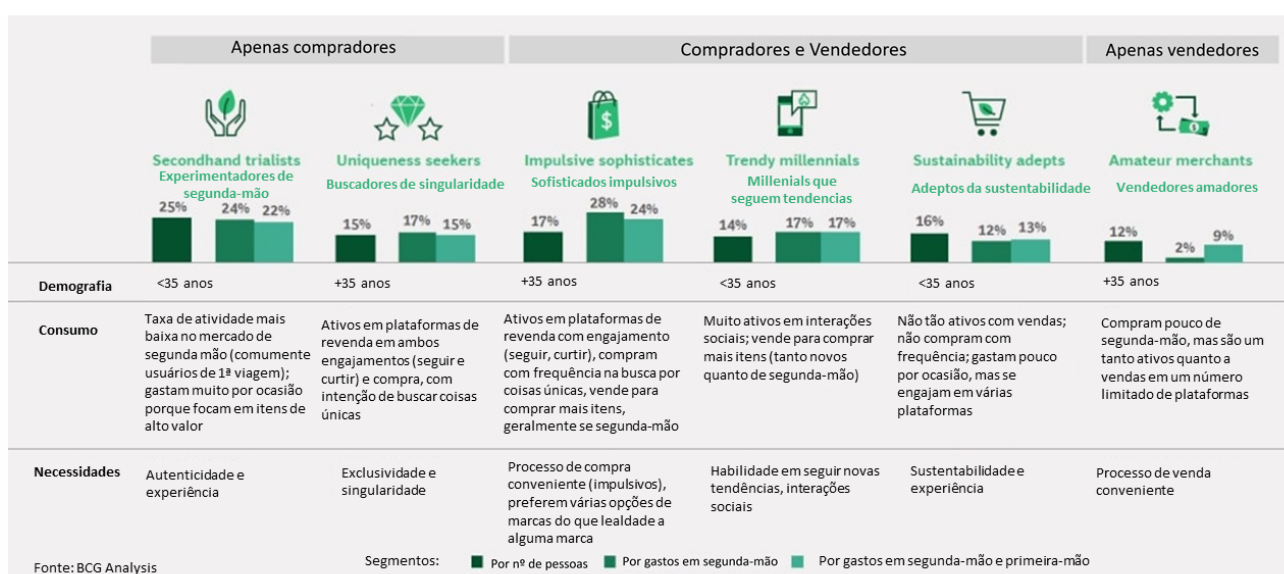 Apenas compradores
Compradores e Vendedores
Apenas vendedores
$
Secondhand trialists
Experimentadores de
segunda-mão
Uniqueness seekers
Buscadores de singularidade
Impulsive sophisticates
Sofisticados impulsivos
Trendy millennials
Millenials que
seguem tendencias
Sustainability adepts
Adeptos da sustentabilidade
Amateur merchants
Vendedores amadores
25% 24% 22%
15% 17% 15%
17% 28% 24%
14% 17% 17%
16% 12% 13%
12% 2% 9%
Demografia
<35 anos
+35 anos
+35 anos
<35 anos
<35 anos
+35 anos
Consumo
Taxa de atividade mais
baixa no mercado de
segunda mão (comumente
usuários de 1ª viagem);
gastam muito por ocasião
porque focam em itens de
alto valor
Ativos em plataformas de
revenda em ambos
engajamentos (seguir e
curtir) e compra, com
intenção de buscar coisas
únicas
Ativos em plataformas de
revenda com engajamento
(seguir, curtir), compram
com frequência na busca por
coisas únicas, vende para
comprar mais itens,
geralmente se segunda-mão
Muito ativos em interações
sociais; vende para comprar
mais itens (tanto novos
quanto de segunda-mão)
Não tão ativos com vendas;
não compram com
frequência; gastam pouco
por ocasião, mas se
engajam em várias
plataformas
Compram pouco de
segunda-mão, mas são um
tanto ativos quanto a
vendas em um número
limitado de plataformas
Necessidades
Autenticidade e
experiência
Exclusividade e
singularidade
Processo de compra
conveniente (impulsivos),
preferem várias opções de
marcas do que lealdade a
alguma marca
Habilidade em seguir novas
tendências, interações
sociais
Sustentabilidade e
experiência
Processo de venda
conveniente
Fonte: BCG Analysis
Segmentos: Por nº de pessoas Por gastos em segunda-mão Por gastos em segunda-mão e primeira-mão